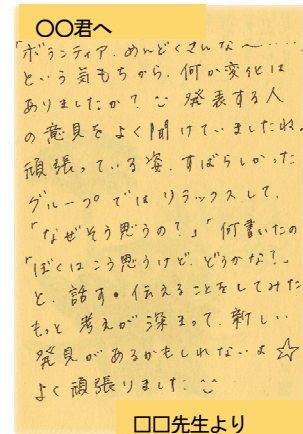 〇〇君へ
「ボランティア、めんどくさいな～‥‥
という気もちから、何か変化は
ありましたか？ 発表する人
の意見をよく聞けていましたね。
頑張っている姿、すばらしかった
グループではリラックスして、
「なぜそう思うの？」「何書いたの
「ぼくはこう思うけど、どうかな？」
と、話す・伝えることをしてみた
もっと考えが深まって、新しい
発見があるかもしれないよ☆
よく頑張りました
□□先生より